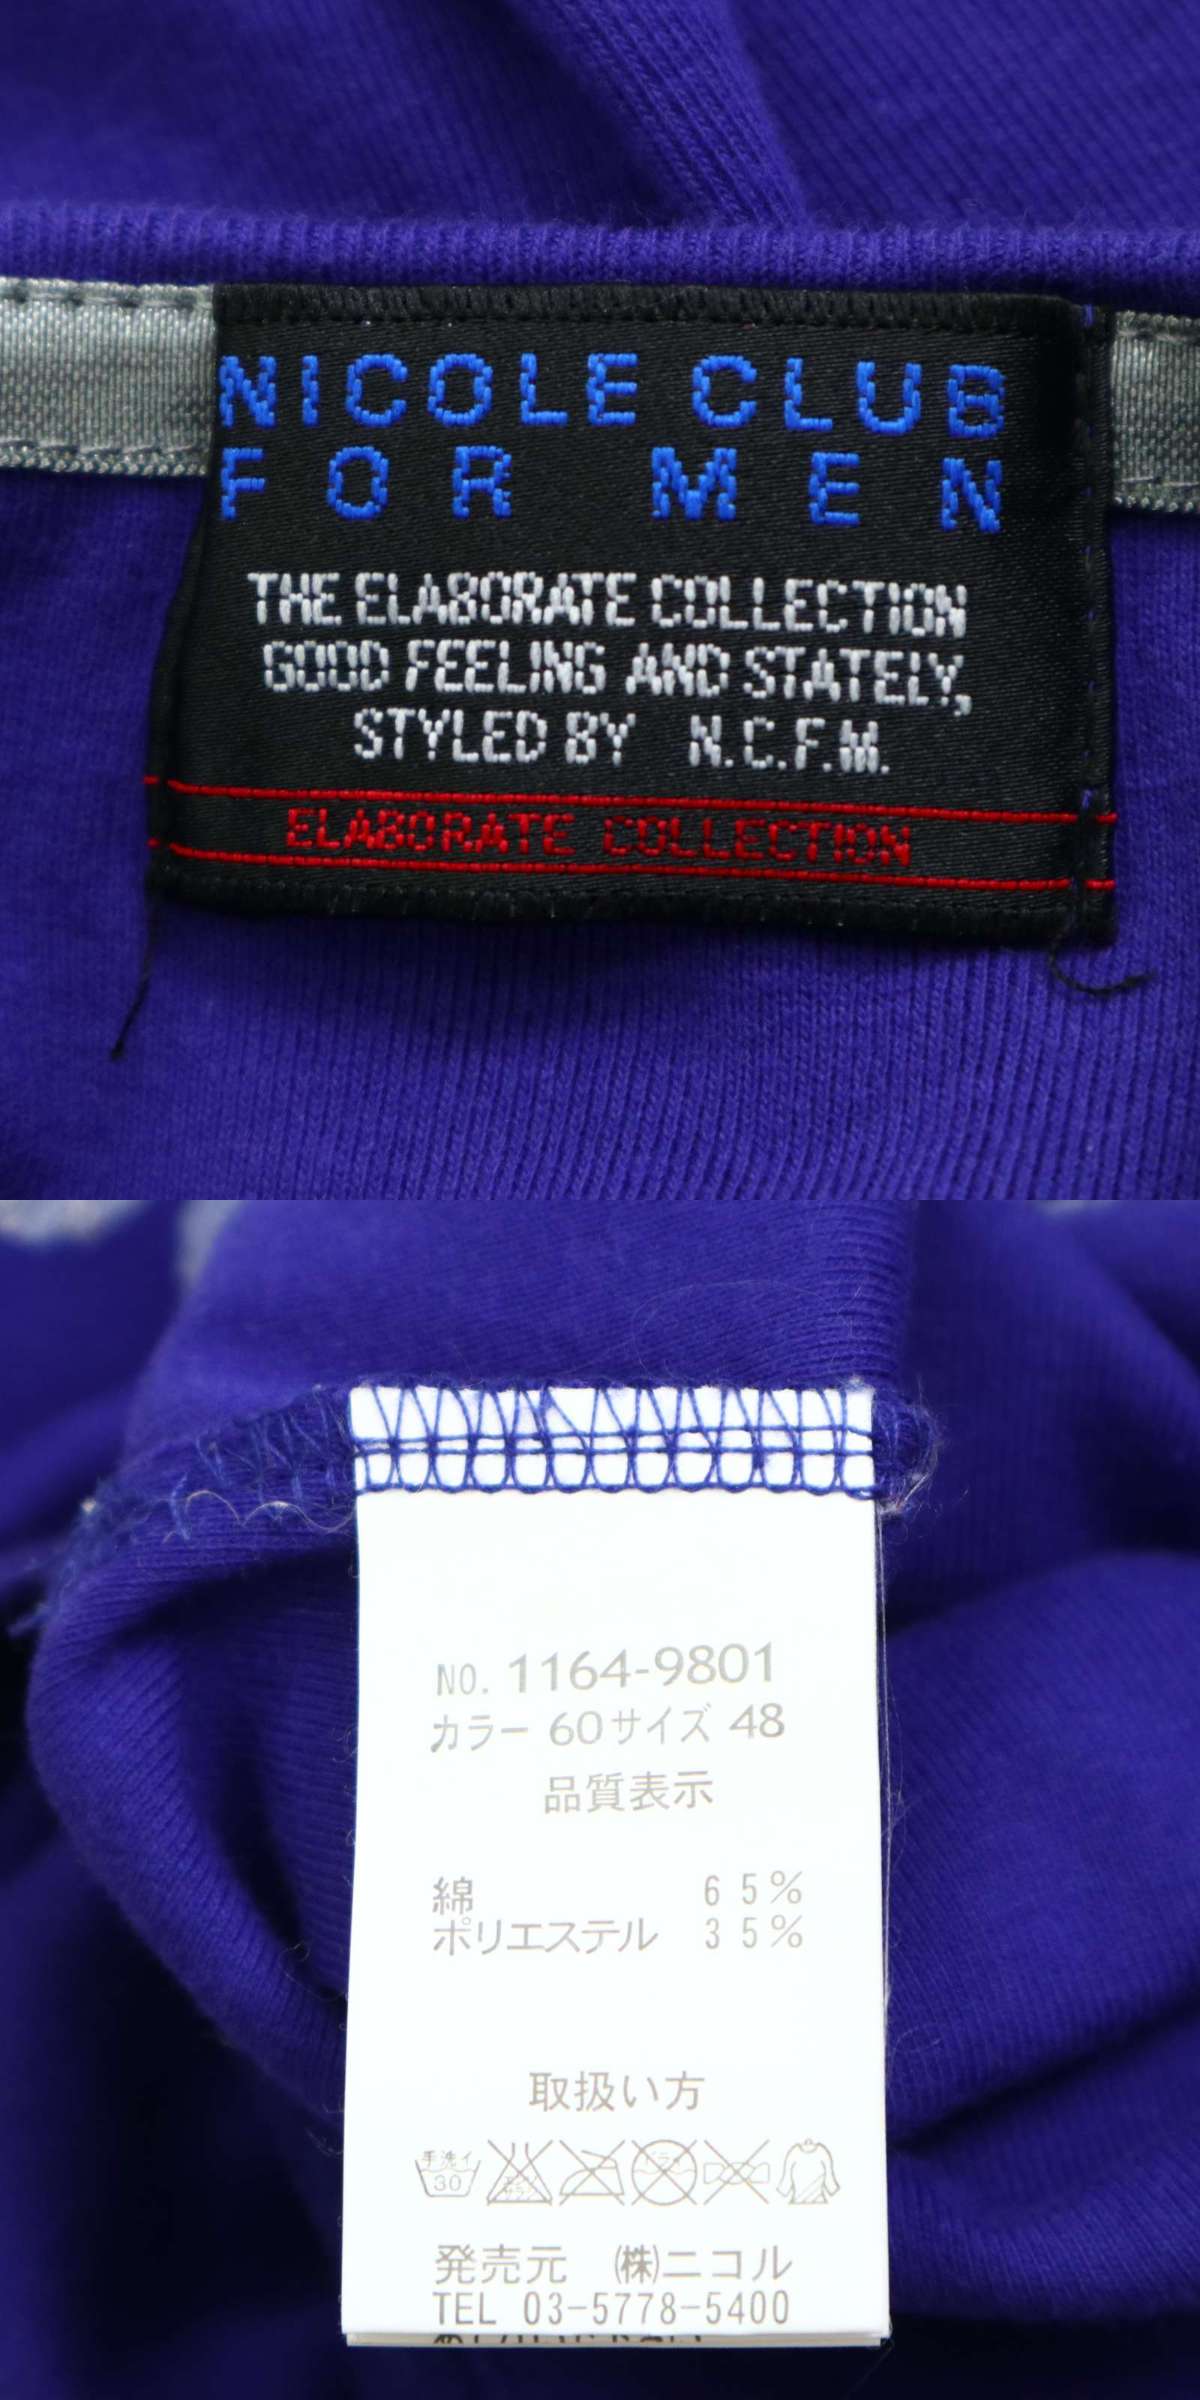 NICOLE CLUB
FOR MEN
THE ELABORATE COLLECTION
GOOD FEELING AND STATELY,
STYLED BY N.C.F.M.
ELABORATE COLLECTION
NO. 1164-9801
カラー 60サイズ 48
品質表示
綿 65%
ポリエステル 35%
取扱い方
手洗イ
30
発売元 ㈱ニコル
TEL 03-5778-5400